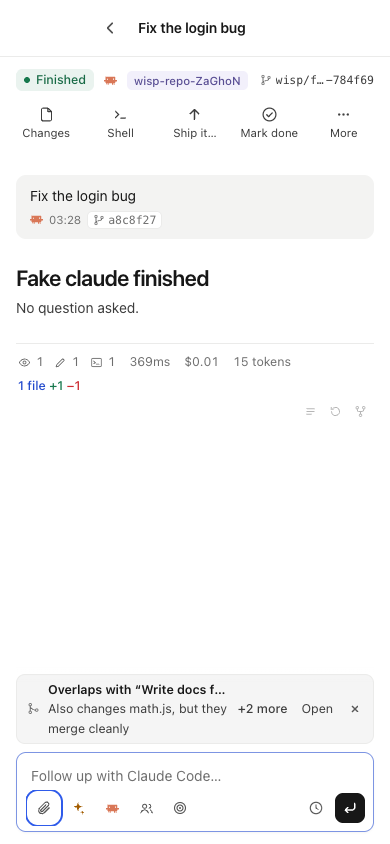 Fix the login bug
Finished wisp-repo-ZaGhoN wisp/f…–784f69
Changes Shell Ship it… Mark done More
Fix the login bug
03:28 a8c8f27
Fake claude finished
No question asked.
1 1 1 369ms $0.01 15 tokens
1 file +1 −1
Overlaps with “Write docs f…
Also changes math.js, but they +2 more Open ×
merge cleanly
Follow up with Claude Code…